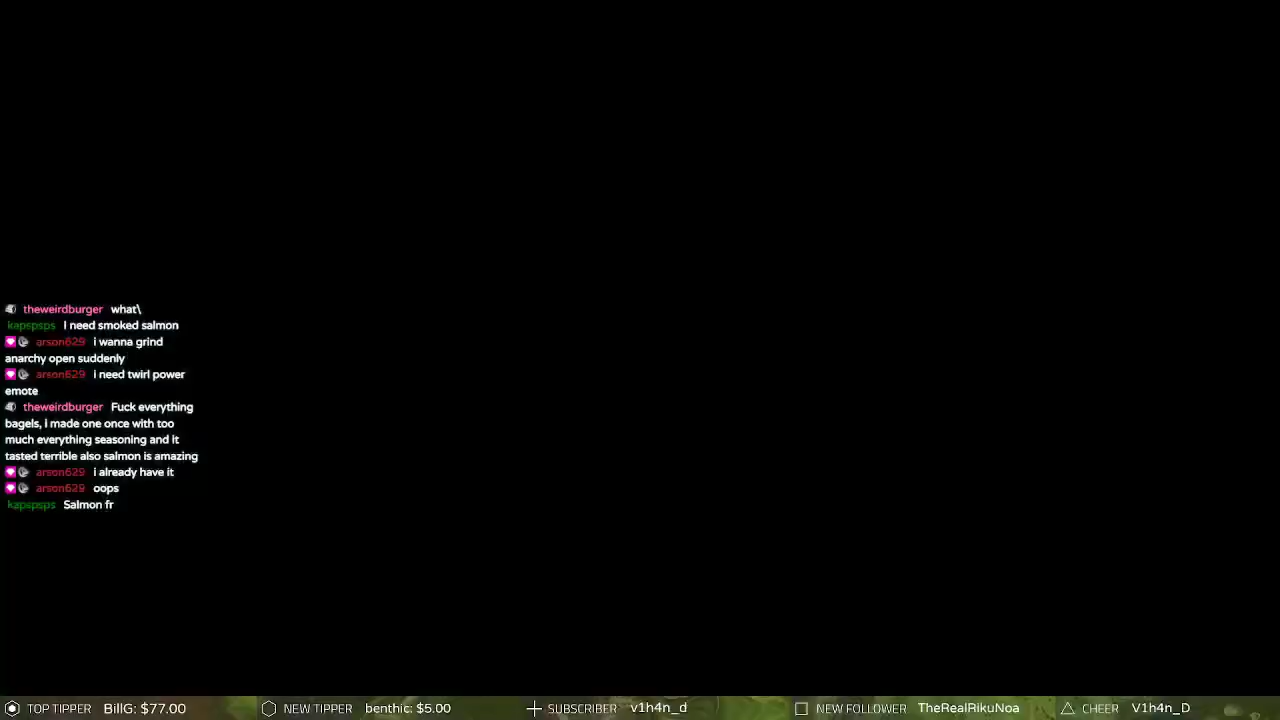 theweirdburger what\
kapspsps I need smoked salmon
arson629 i wanna grind
anarchy open suddenly
arson629 i need twirl power
emote
theweirdburger Fuck everything
bagels, i made one once with too
much everything seasoning and it
tasted terrible also salmon is amazing
arson629 i already have it
arson629 oops
kapspsps Salmon fr
TOP TIPPER BillG: $77.00 NEW TIPPER benthic: $5.00 SUBSCRIBER v1h4n_d NEW FOLLOWER TheRealRikuNoa CHEER V1h4n_D